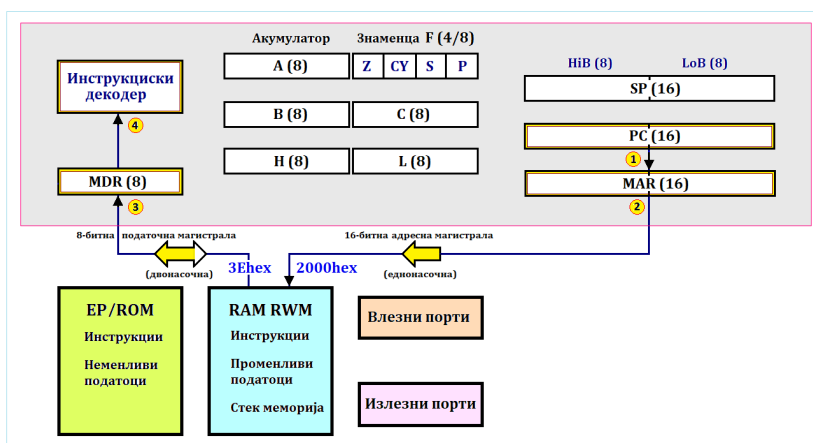 Акумулатор
Знаменца F (4/8)
Инструкциски
декодер
A (8)
Z
CY
S
P
HiB (8)
LoB (8)
SP (16)
4
B (8)
C (8)
PC (16)
1
H (8)
L (8)
MDR (8)
MAR (16)
3
2
8-битна податочна магистрала
16-битна адресна магистрала
(двонасочна)
3Ehex
2000hex
(еднонасочна)
EP/ROM
Инструкции
Неменливи
податоци
RAM RWM
Инструкции
Променливи
податоци
Стек меморија
Влезни порти
Излезни порти